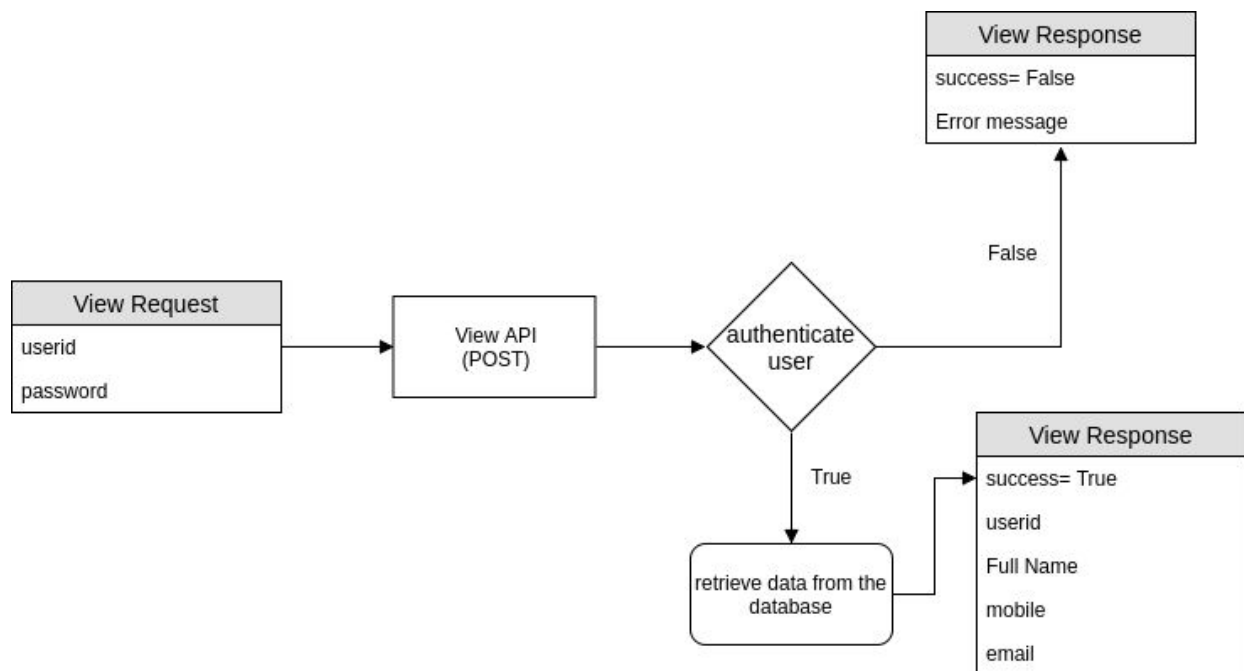 View Response
success= False
Error message
False
View Request
userid
password
View API
(POST)
authenticate
user
True
retrieve data from the
database
View Response
success= True
userid
Full Name
mobile
email